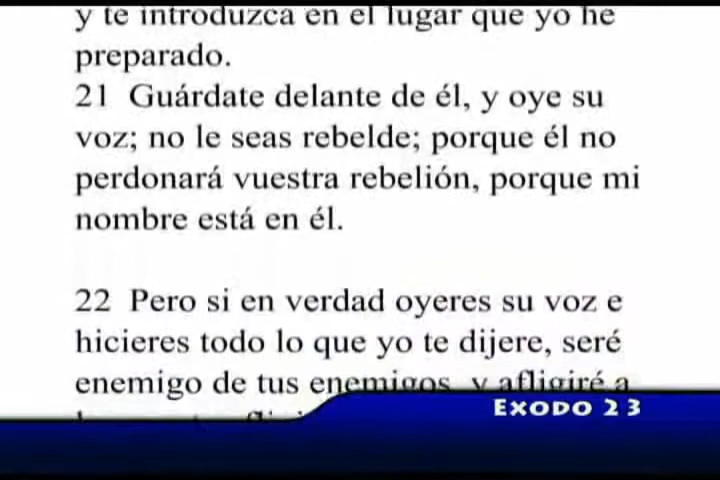 y te introduzca en el lugar que yo he
preparado.
21 Guárdate delante de él, y oye su
voz; no le seas rebelde; porque él no
perdonará vuestra rebelión, porque mi
nombre está en él.
22 Pero si en verdad oyeres su voz e
hicieres todo lo que yo te dijere, seré
enemigo de tus enemigos, y afligiré a
EXODO 23